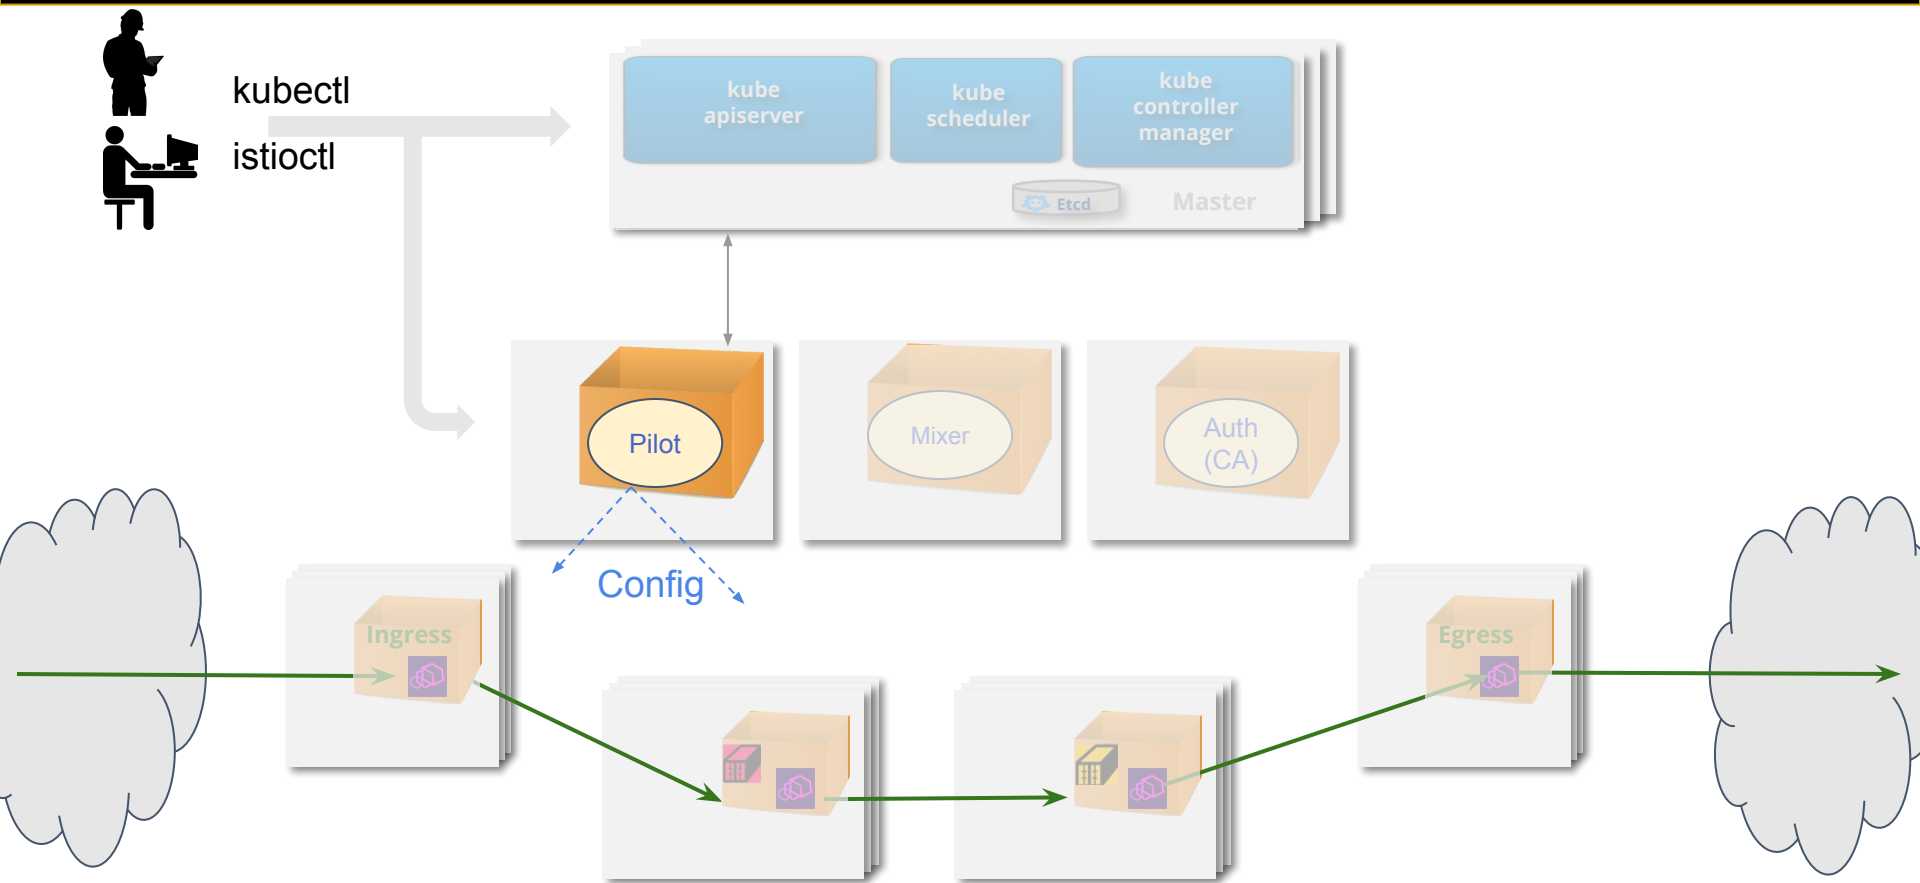 kubectl
istioctl
kube
apiserver
kube
scheduler
kube
controller
manager
Etcd
Master
Pilot
Mixer
Auth
(CA)
Config
Ingress
Egress